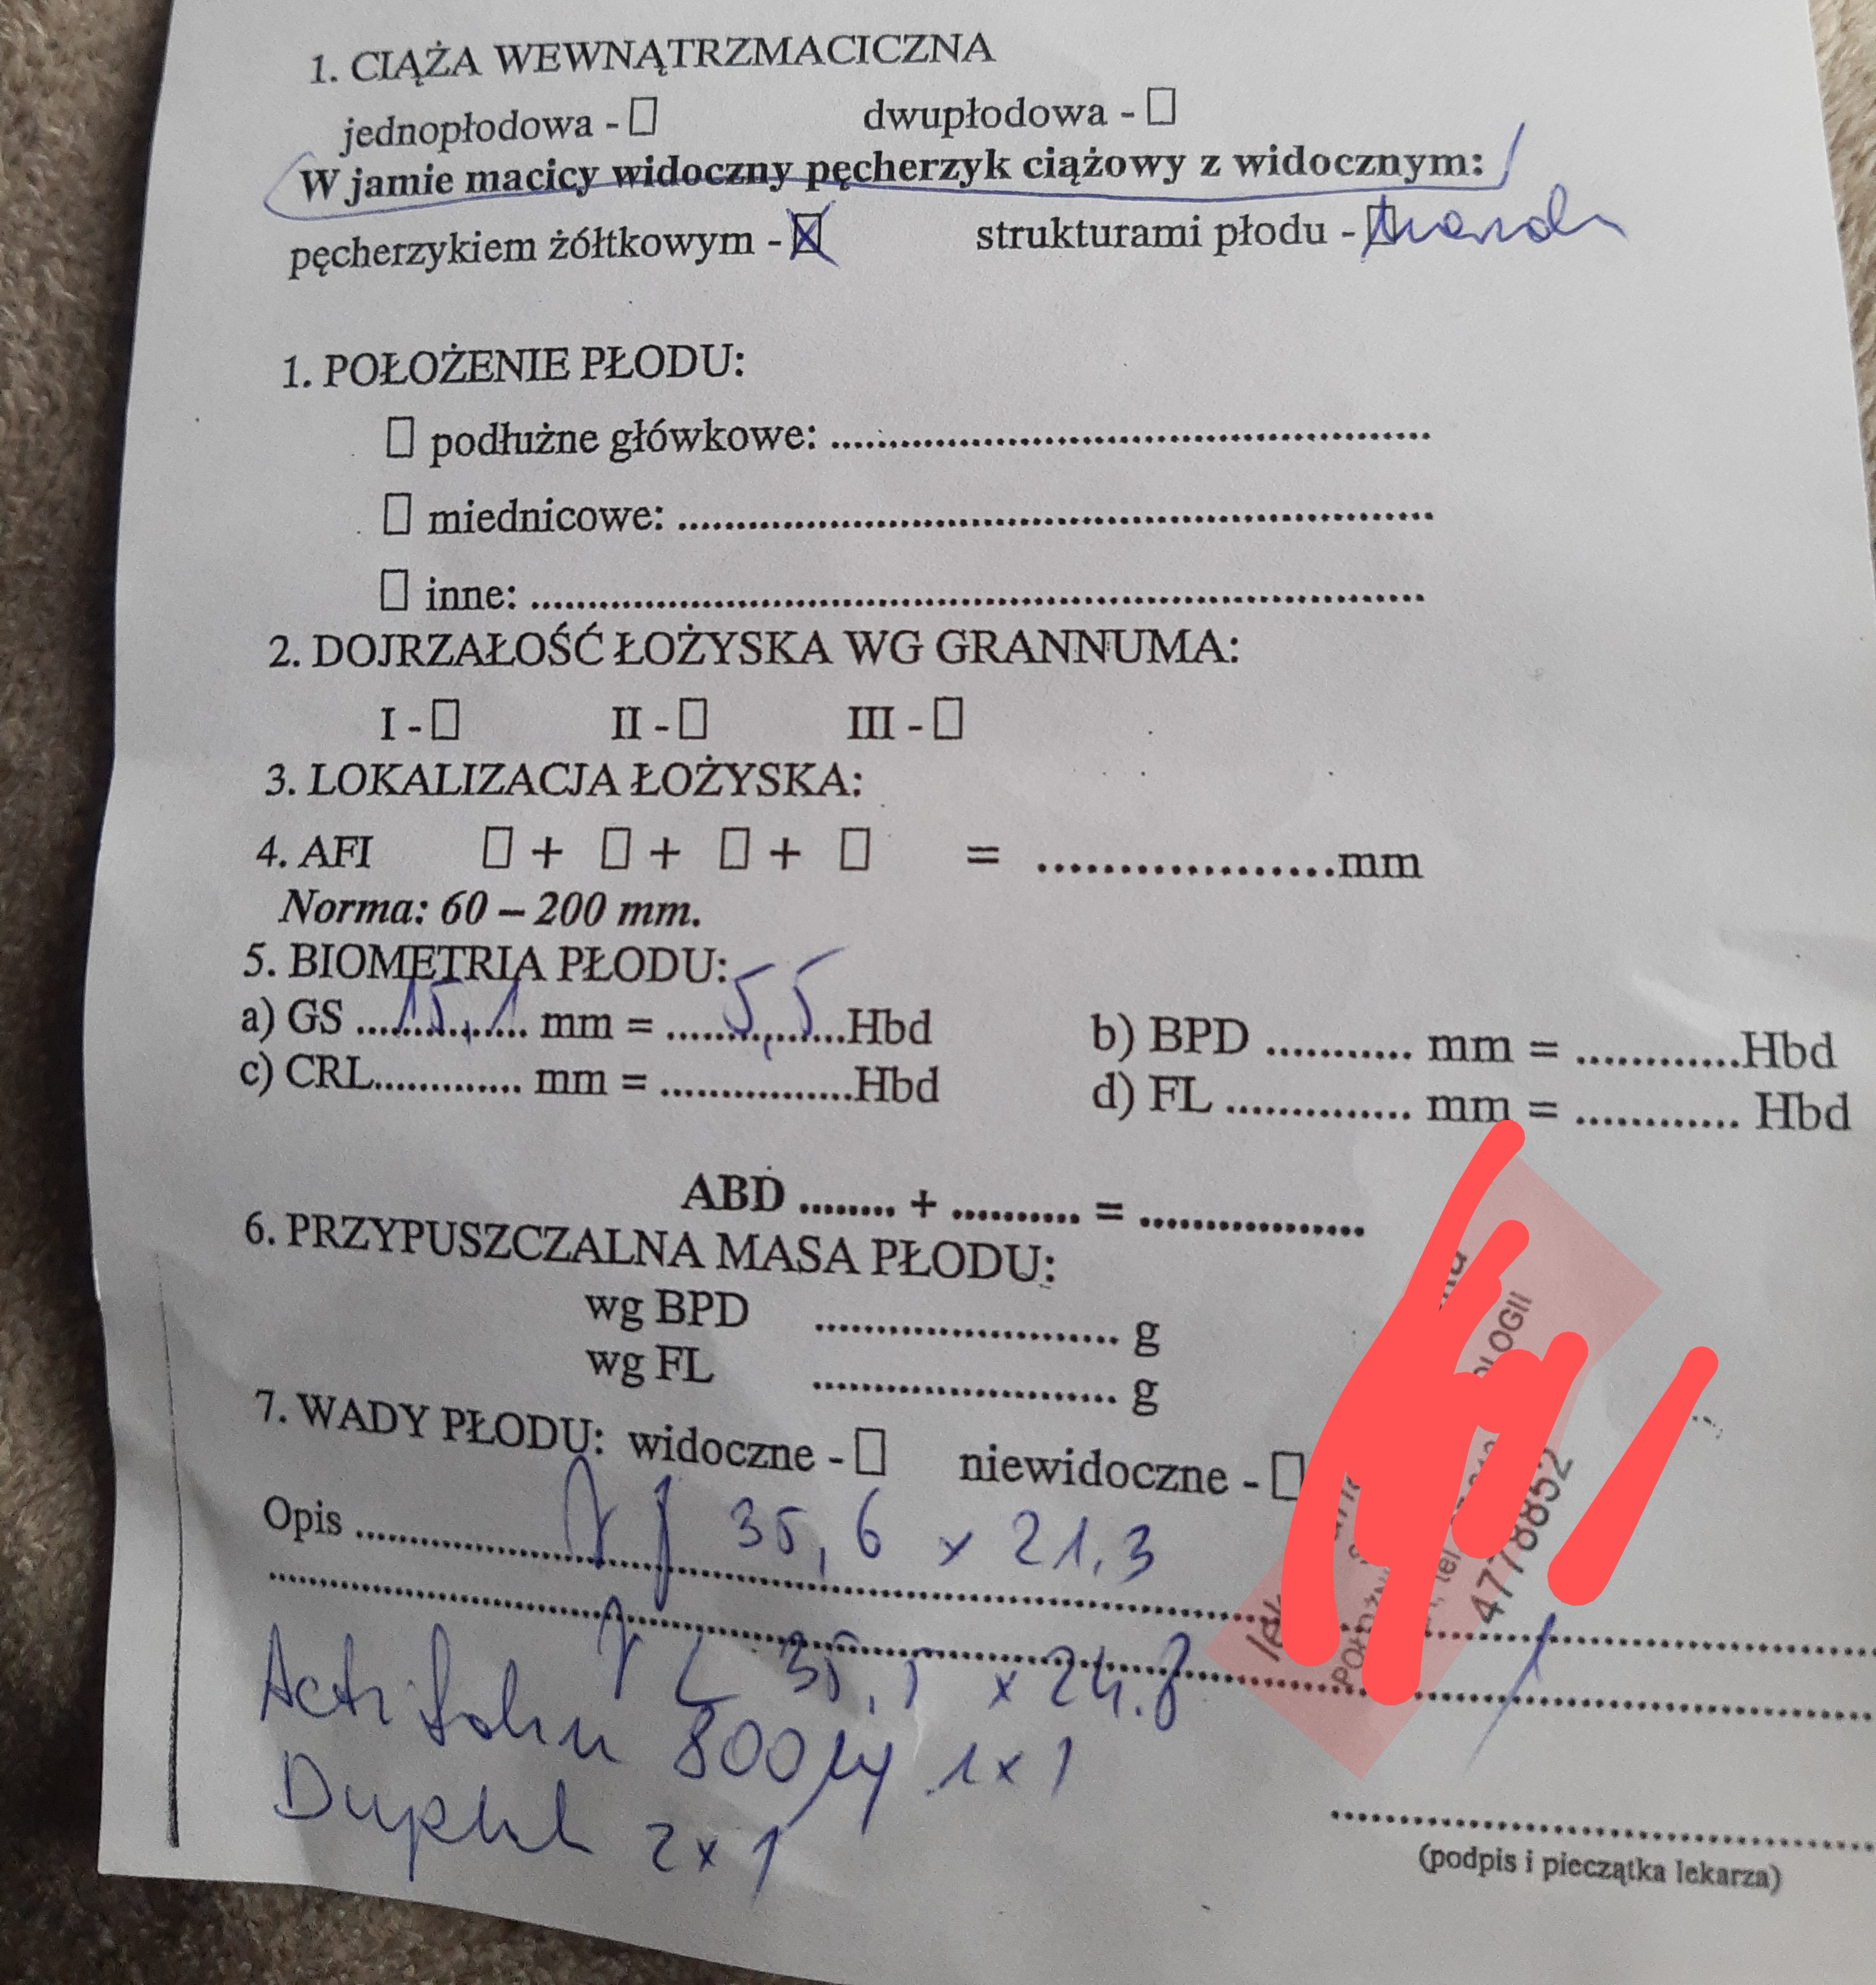 1. CIĄŻA WEWNĄTRZMACICZNA
jednopłodowa - □ dwupłodowa - □
W jamie macicy widoczny pęcherzyk ciążowy z widocznym:
pęcherzykiem żółtkowym - ☒ strukturami płodu - □
1. POŁOŻENIE PŁODU:
□ podłużne główkowe: ........................................
□ miednicowe: ........................................
□ inne: ........................................
2. DOJRZAŁOŚĆ ŁOŻYSKA WG GRANNUMA:
I - □ II - □ III - □
3. LOKALIZACJA ŁOŻYSKA:
4. AFI □ + □ + □ + □ = ...................mm
Norma: 60 – 200 mm.
5. BIOMETRIA PŁODU:
a) GS 15,1 mm = 5,5 Hbd b) BPD ........... mm = ............Hbd
c) CRL............. mm = .................Hbd d) FL .............. mm = ............ Hbd
ABD ........ + .......... = .................
6. PRZYPUSZCZALNA MASA PŁODU:
wg BPD ......................... g
wg FL ......................... g
7. WADY PŁODU: widoczne - □ niewidoczne - □
Opis 35,6 x 21,3
x 24.8
Actifolin 800 µg 1x1
Duphl 2x1
4778852
(podpis i pieczątka lekarza)